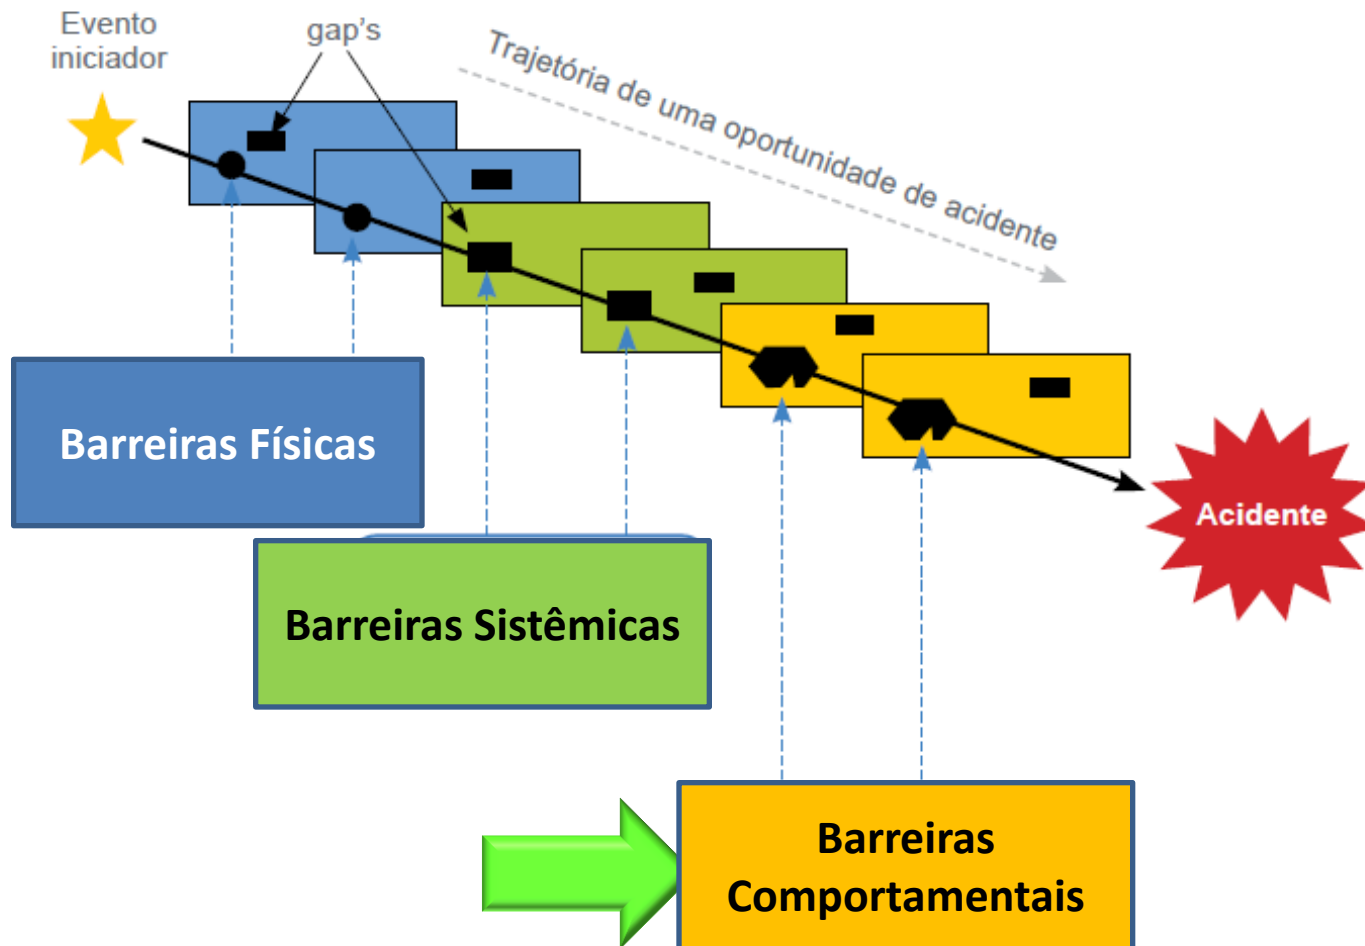 Evento
iniciador
gap's
Trajetória de uma oportunidade de acidente
Barreiras Físicas
Acidente
Barreiras Sistêmicas
Barreiras
Comportamentais